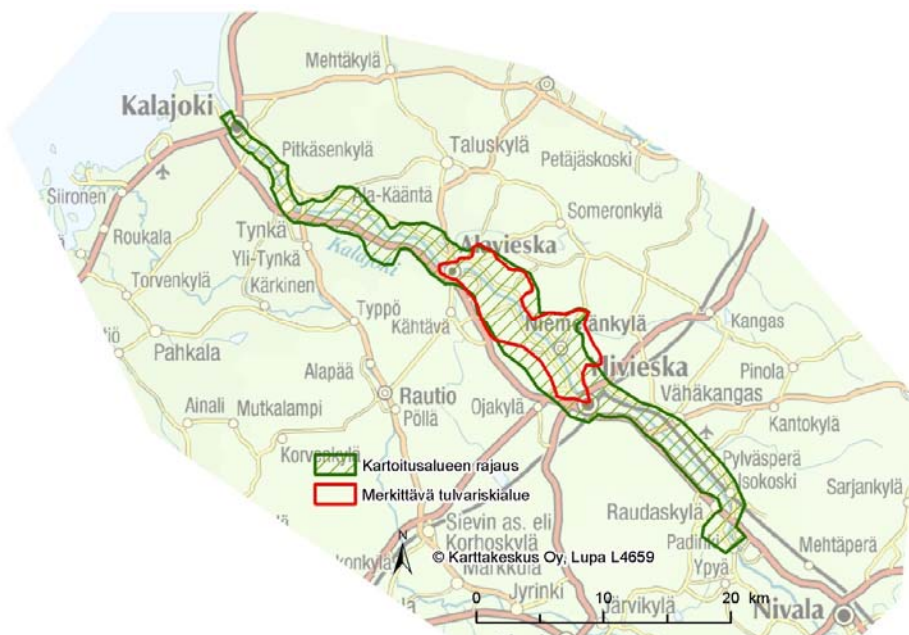 Mehtäkylä
Kalajoki
Pitkäsenkylä
Taluskylä
Petäjäskoski
Siironen
Ala-Kääntä
Someronkylä
Roukala
Tynkä
Alavieska
Yli-Tynkä
Kalajoki
Torvenkylä
Kärkinen
Typpö
Kähtävä
Niemelänkylä
Kangas
Pahkala
Alapää
Ylivieska
Pinola
Rautio
Vähäkangas
Ainali
Mutkalampi
Pöllä
Ojakylä
Kantokylä
Korvenkylä
Kartoitusalueen rajaus
Pylväsperä
Isokoski
Merkittävä tulvariskialue
Sarjankylä
Raudaskylä
Sievin as. eli
Korhoskylä
Padinki
Mehtäperä
N
© Karttakeskus Oy, Lupa L4659
Markkula
Ypyä
Jyrinki
0 10 20 km
Järvikylä
Nivala